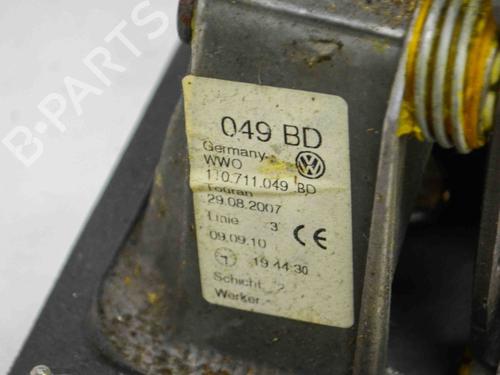 B-PARTS
049 BD
Germany
WWO
1T0.711.049 BD
Touran
29.08.2007
Linie 3
09.09.10
19 44 30
Schicht 2
Werker